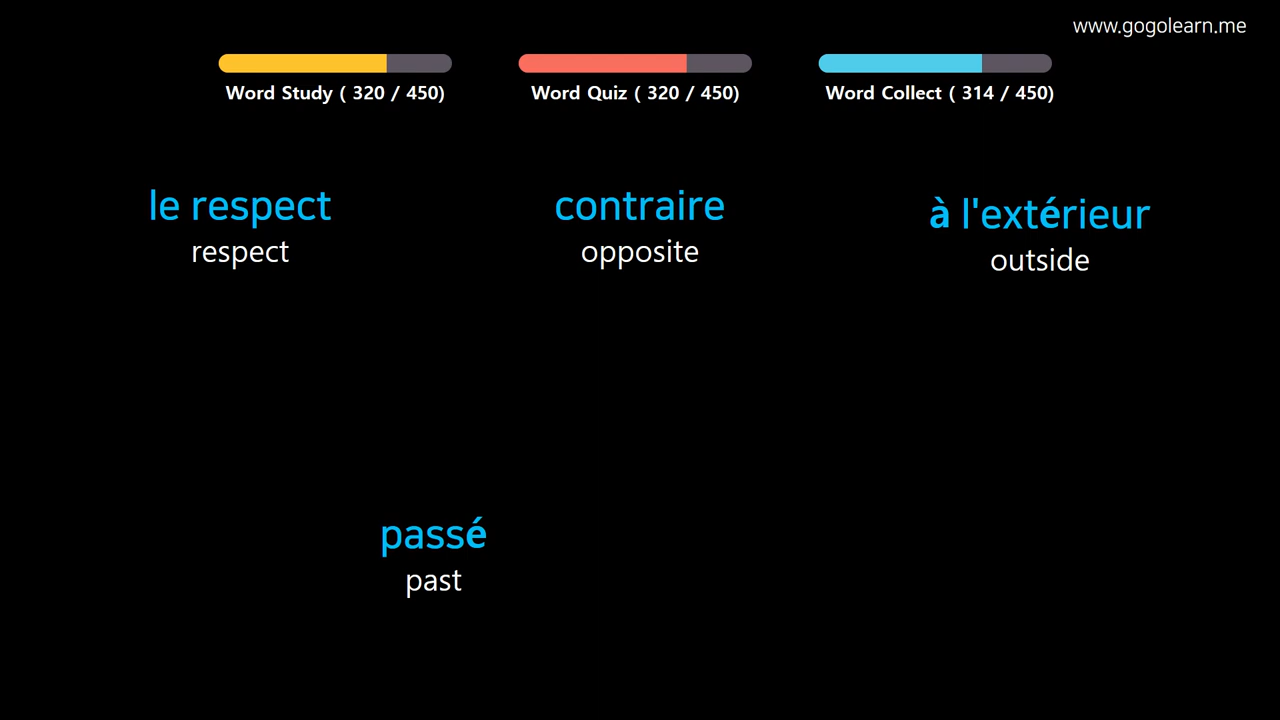 www.gogolearn.me
Word Study ( 320 / 450)
Word Quiz ( 320 / 450)
Word Collect ( 314 / 450)
le respect
respect
contraire
opposite
à l'extérieur
outside
passé
past